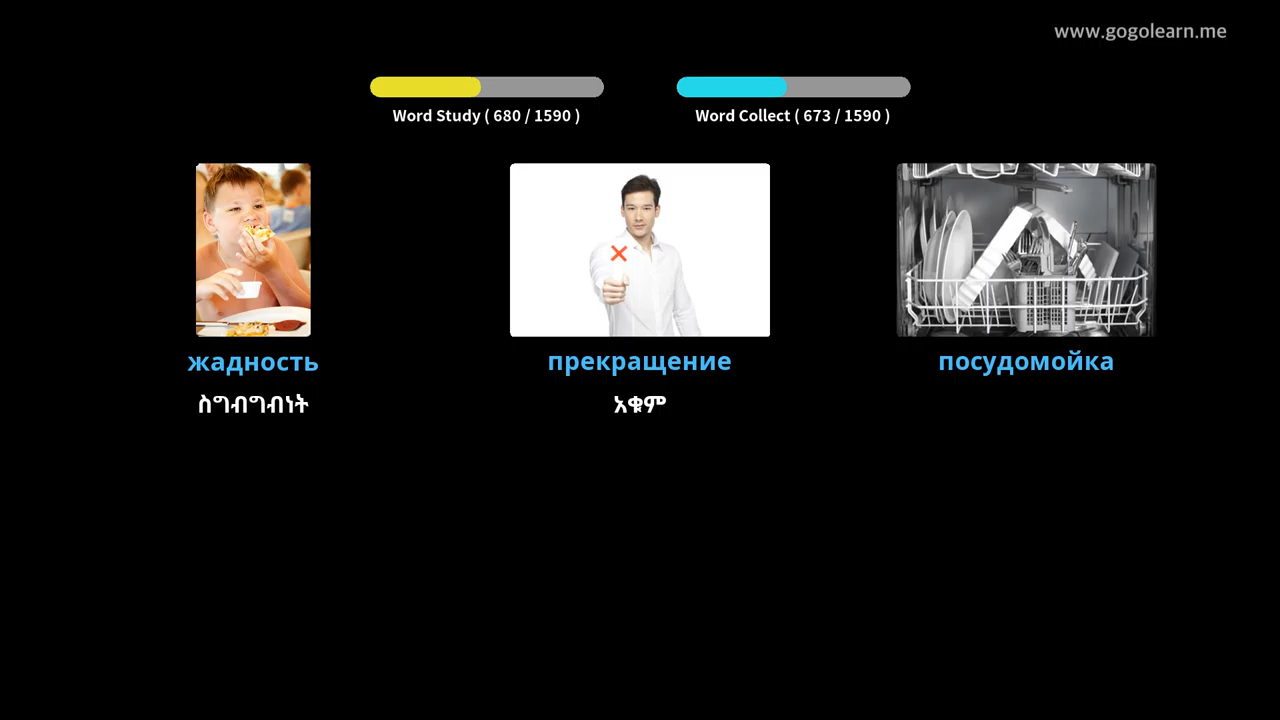 www.gogolearn.me
Word Study ( 680 / 1590 )
Word Collect ( 673 / 1590 )
жадность
прекращение
посудомойка
ስግብግብነት
አቁም